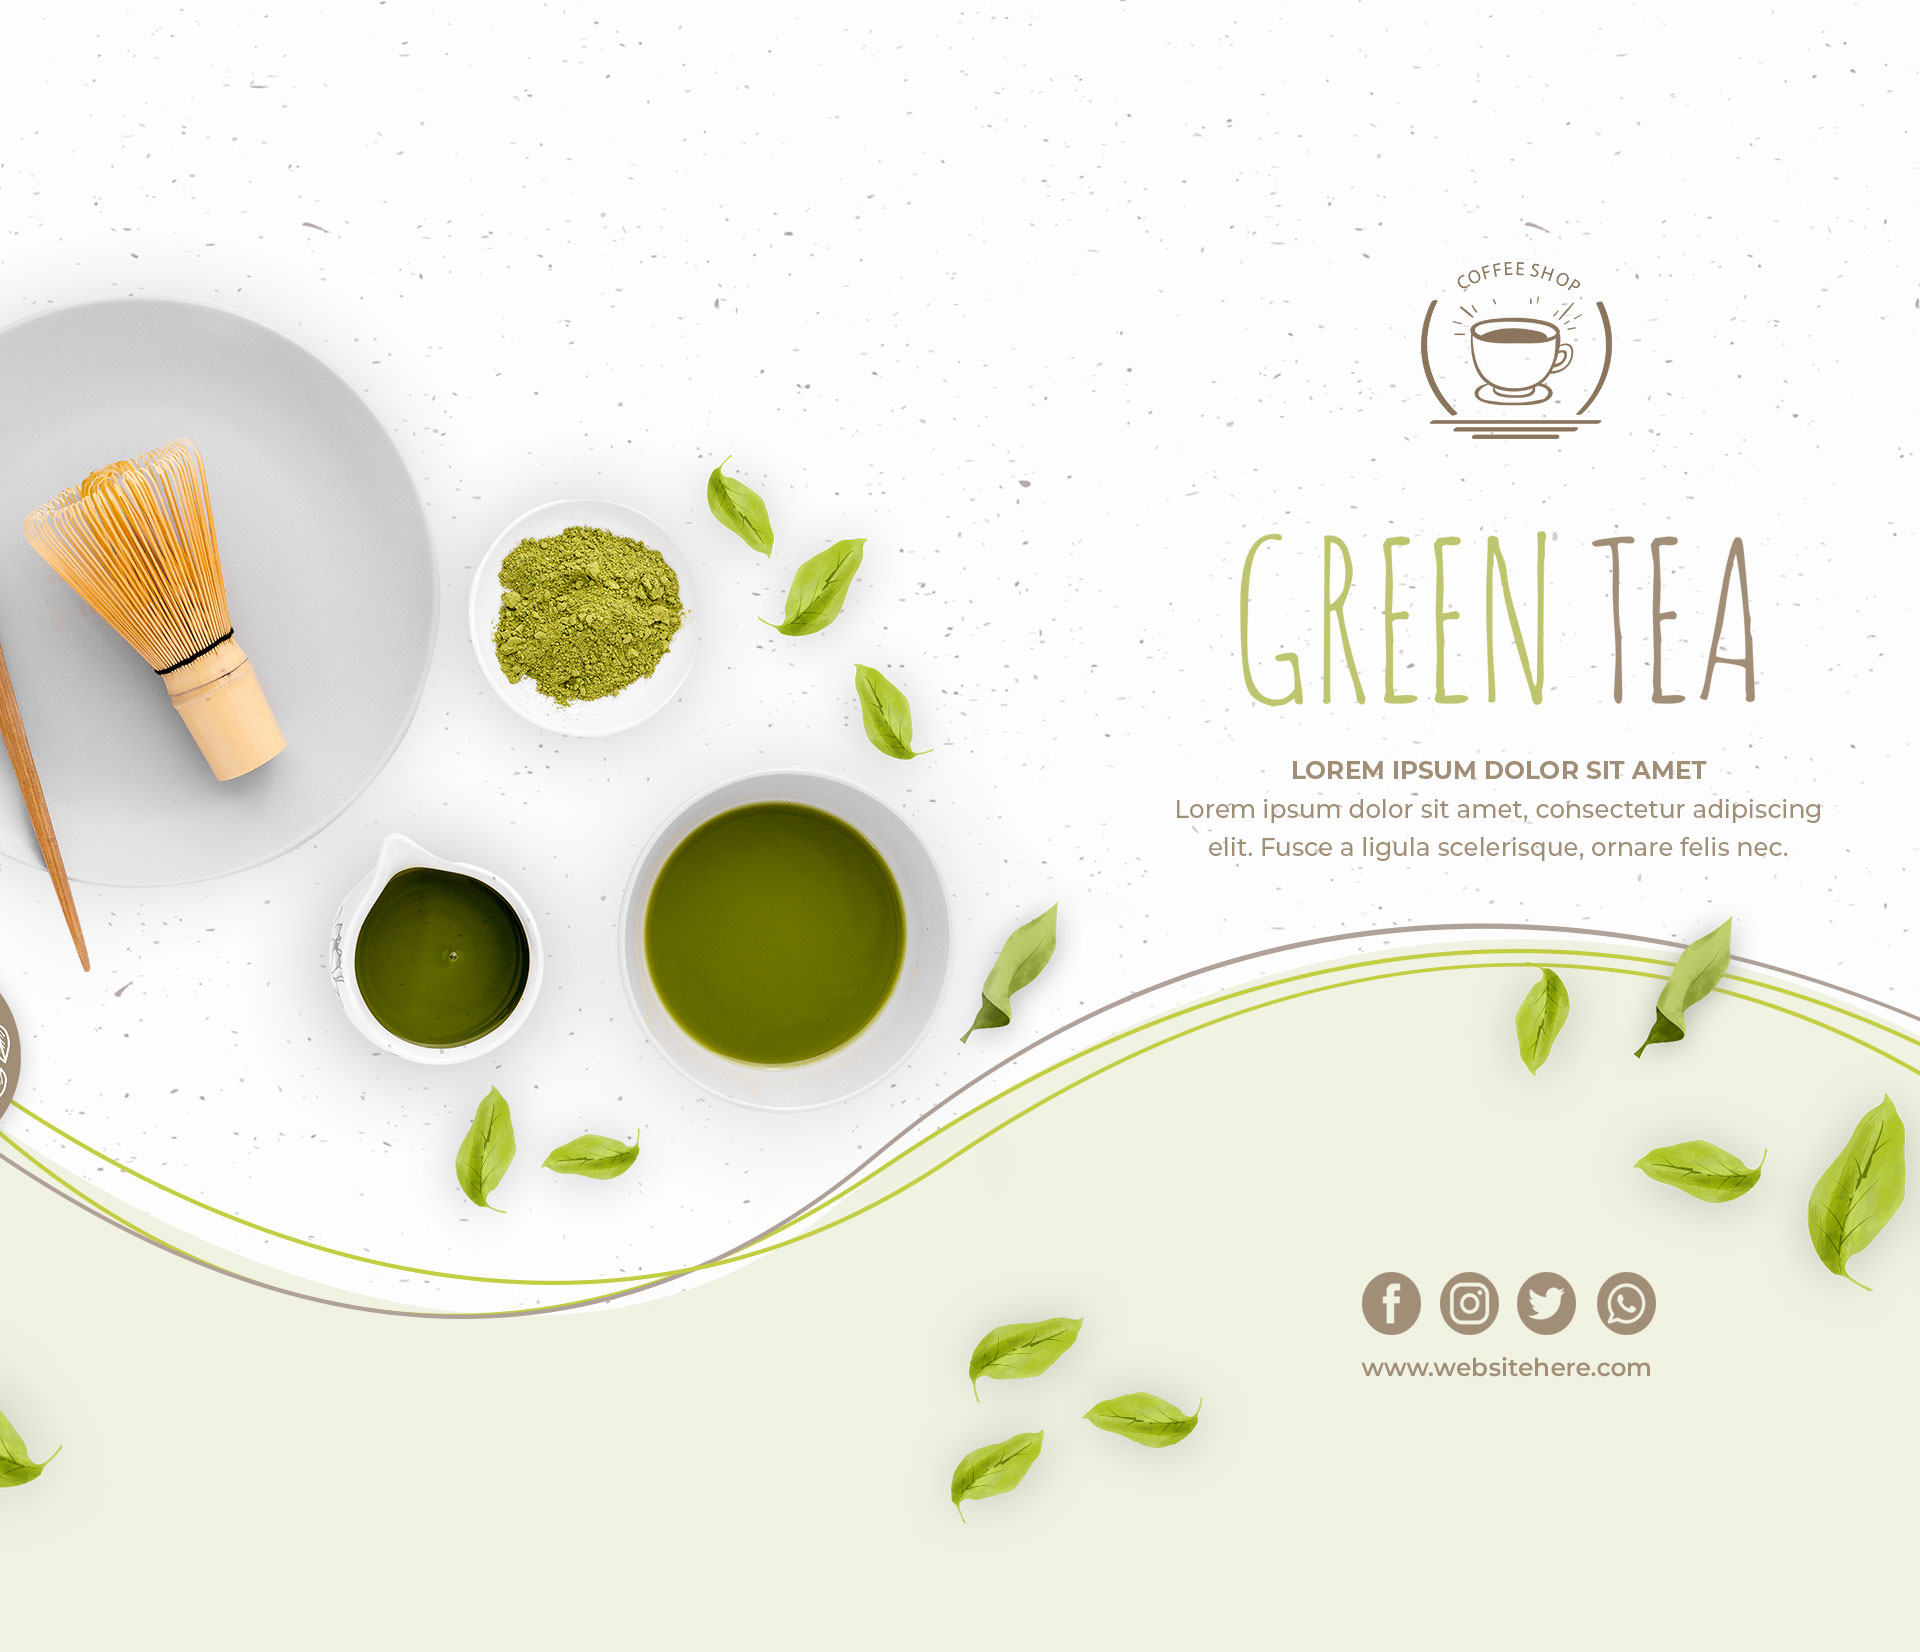 COFFEE SHOP
GREEN TEA
LOREM IPSUM DOLOR SIT AMET
Lorem ipsum dolor sit amet, consectetur adipiscing
elit. Fusce a ligula scelerisque, ornare felis nec.
www.websitehere.com